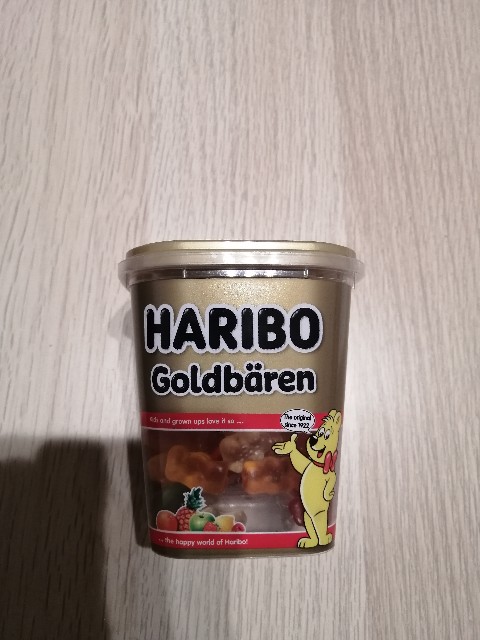 HARIBO
Goldbären
Kids and grown ups love it so ...
The original
since 1922
... the happy world of Haribo!